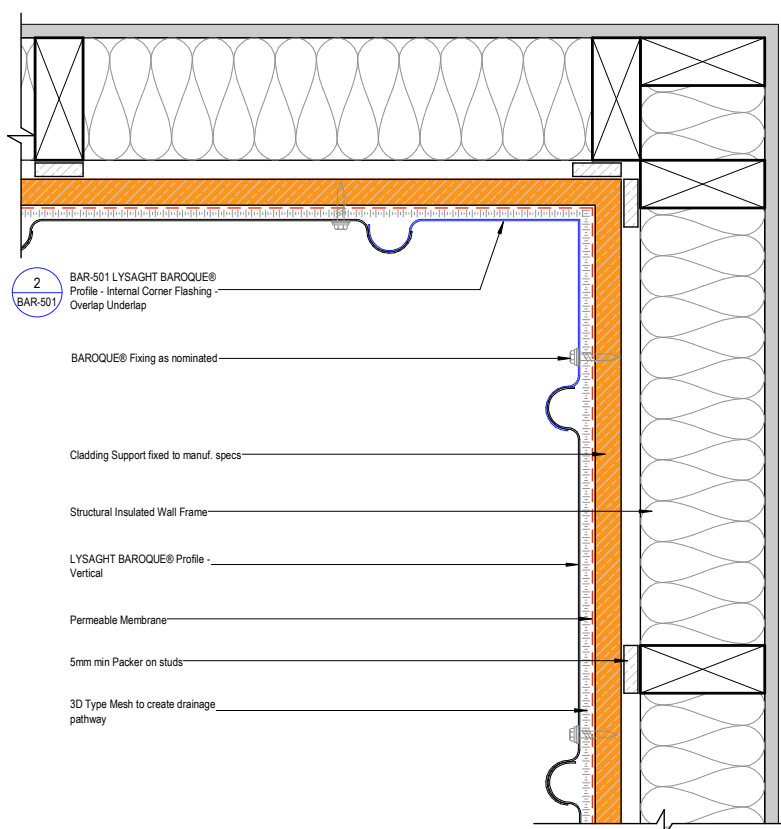 2
BAR-501
BAR-501 LYSAGHT BAROQUE®
Profile - Internal Corner Flashing -
Overlap Underlap
BAROQUE® Fixing as nominated
Cladding Support fixed to manuf. specs
Structural Insulated Wall Frame
LYSAGHT BAROQUE® Profile -
Vertical
Permeable Membrane
5mm min Packer on studs
3D Type Mesh to create drainage
pathway